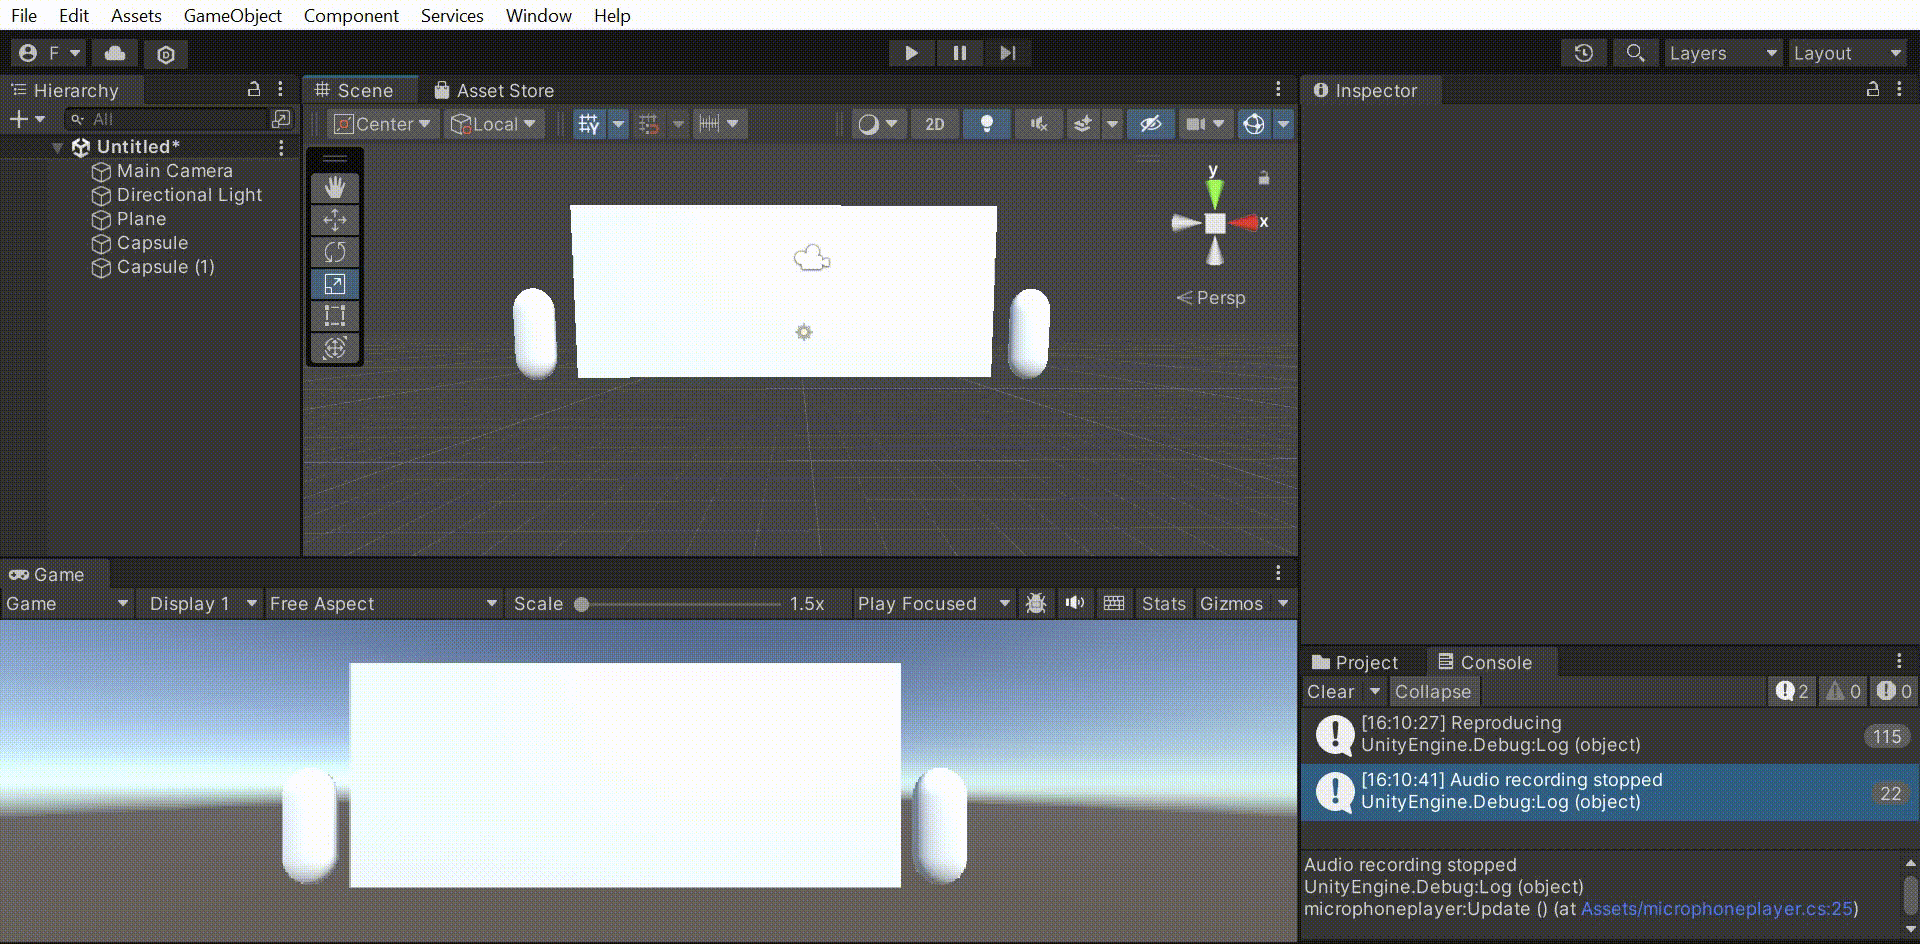 File Edit Assets GameObject Component Services Window Help
F Layers Layout
Hierarchy
All
Untitled*
Main Camera
Directional Light
Plane
Capsule
Capsule (1)
Scene Asset Store
Center Local 2D
y
x
Persp
Inspector
Game
Game Display 1 Free Aspect Scale 1.5x Play Focused Stats Gizmos
Project Console
Clear Collapse 2 0 0
[16:10:27] Reproducing
UnityEngine.Debug:Log (object)
115
[16:10:41] Audio recording stopped
UnityEngine.Debug:Log (object)
22
Audio recording stopped
UnityEngine.Debug:Log (object)
microphoneplayer:Update () (at Assets/microphoneplayer.cs:25)